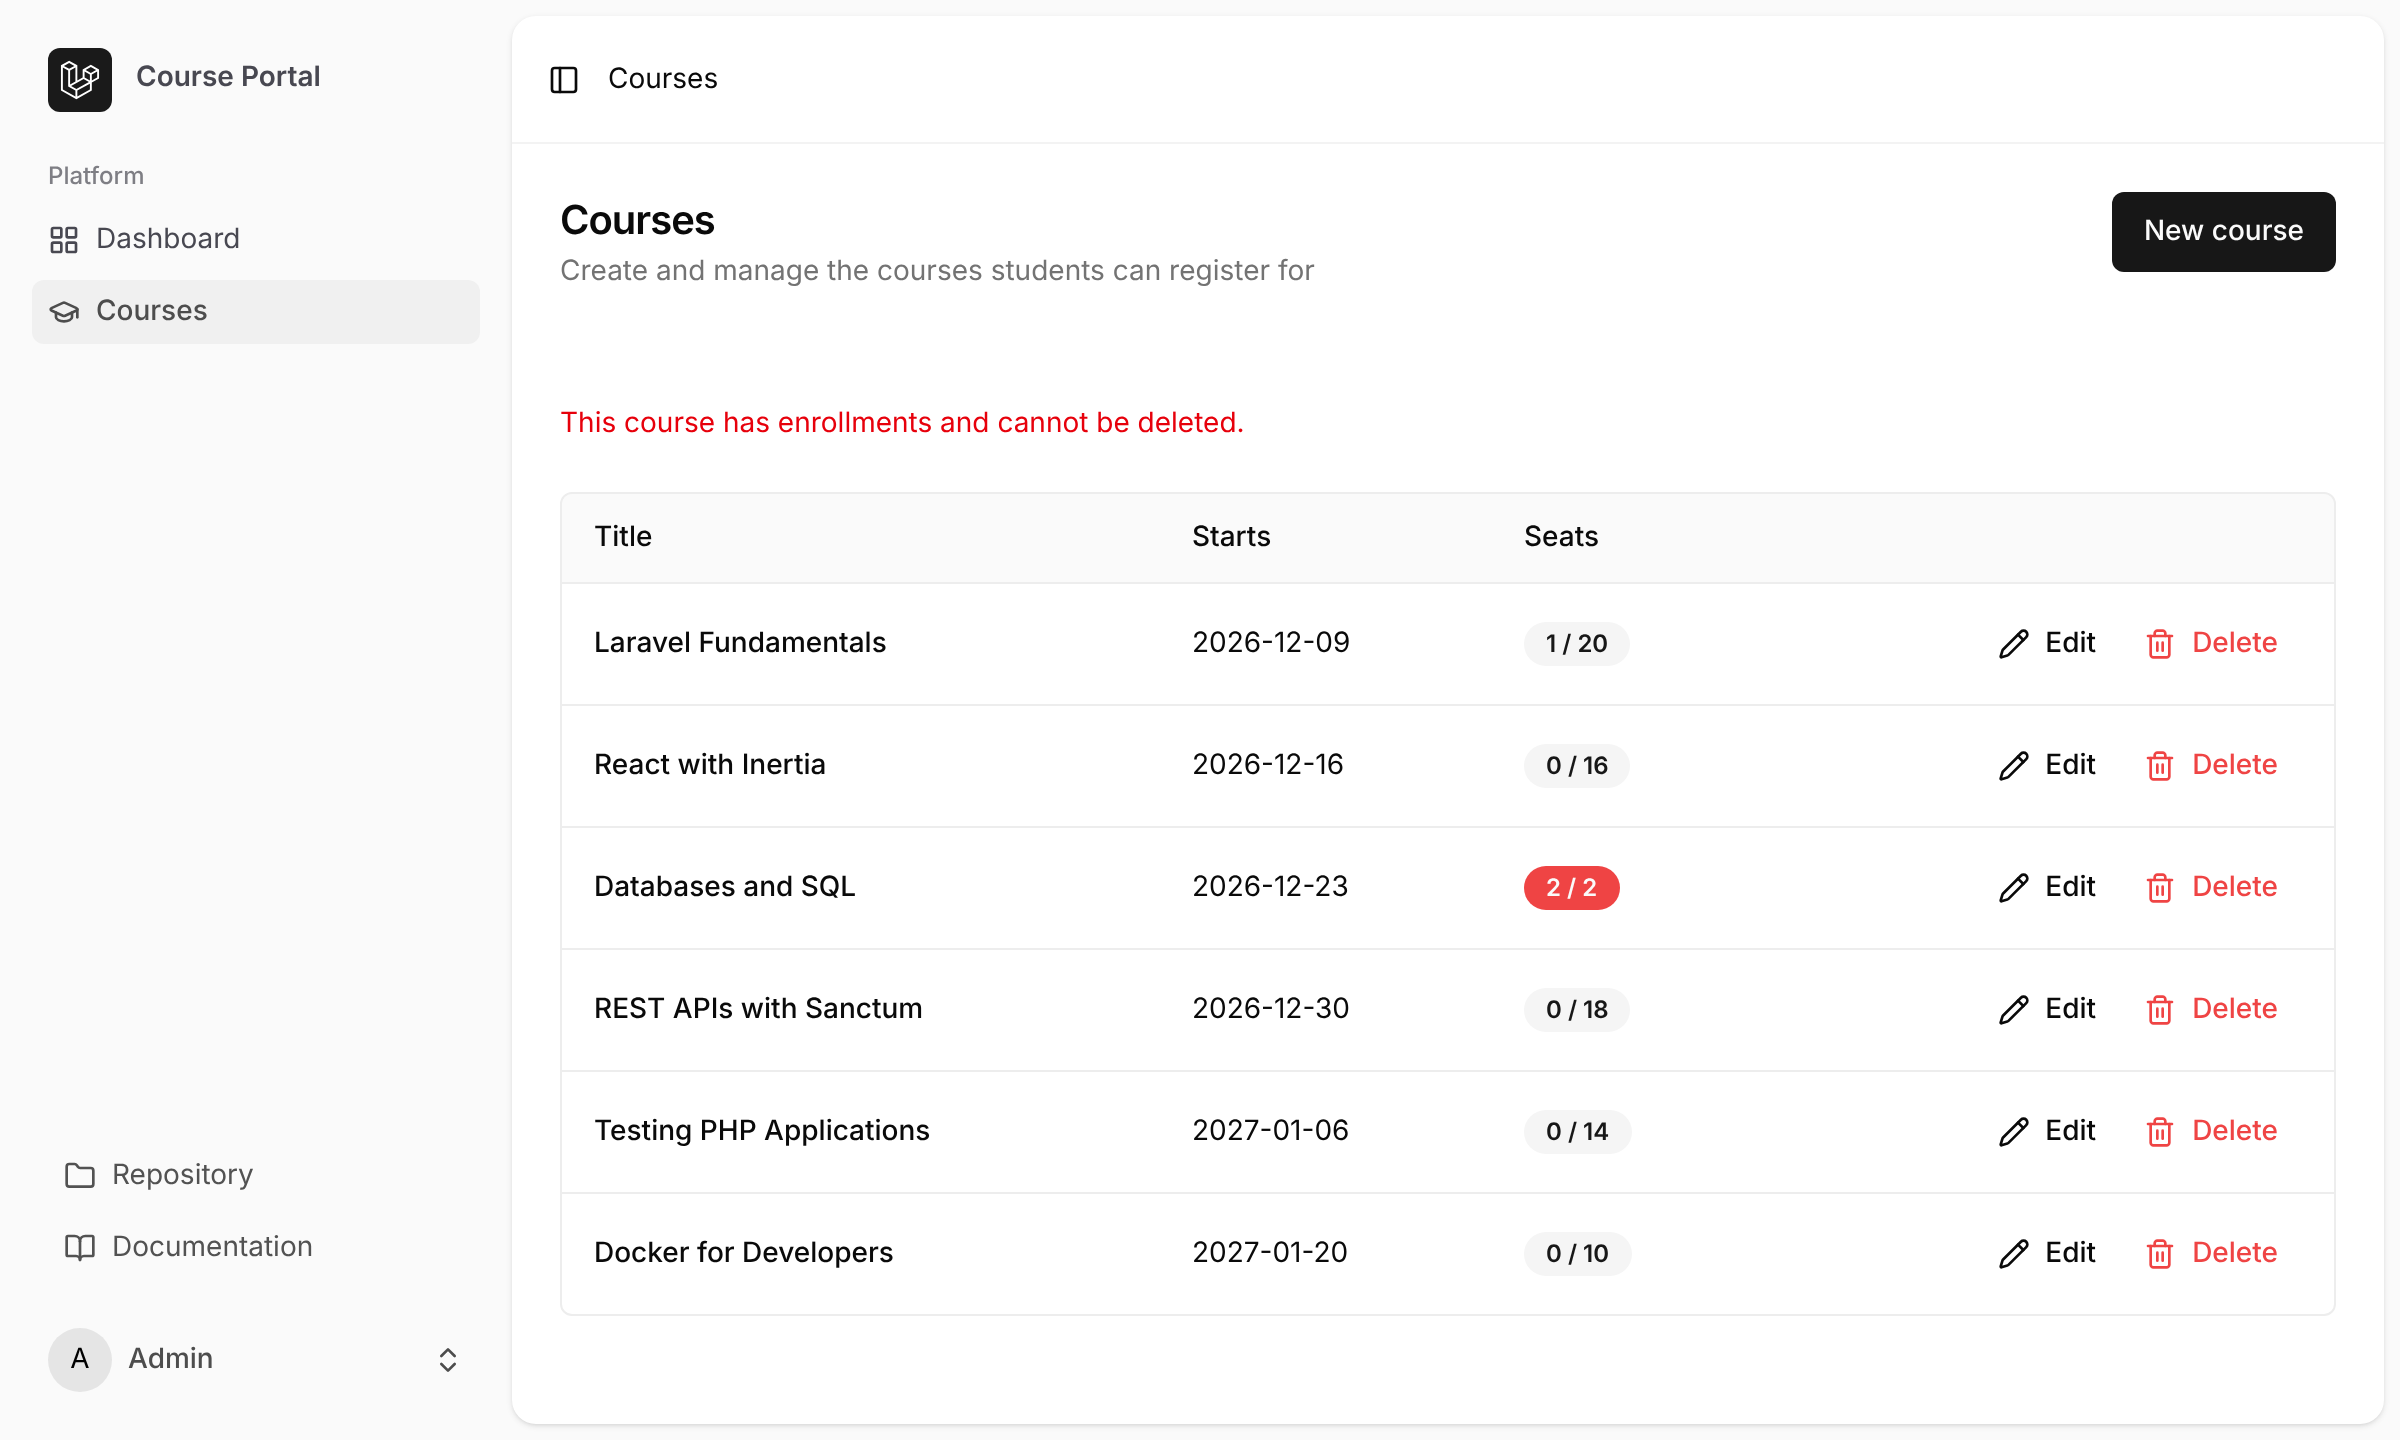 Course Portal
Platform
Dashboard
Courses
Repository
Documentation
A Admin
Courses
Courses
Create and manage the courses students can register for
New course
This course has enrollments and cannot be deleted.
Title Starts Seats
Laravel Fundamentals 2026-12-09 1 / 20 Edit Delete
React with Inertia 2026-12-16 0 / 16 Edit Delete
Databases and SQL 2026-12-23 2 / 2 Edit Delete
REST APIs with Sanctum 2026-12-30 0 / 18 Edit Delete
Testing PHP Applications 2027-01-06 0 / 14 Edit Delete
Docker for Developers 2027-01-20 0 / 10 Edit Delete